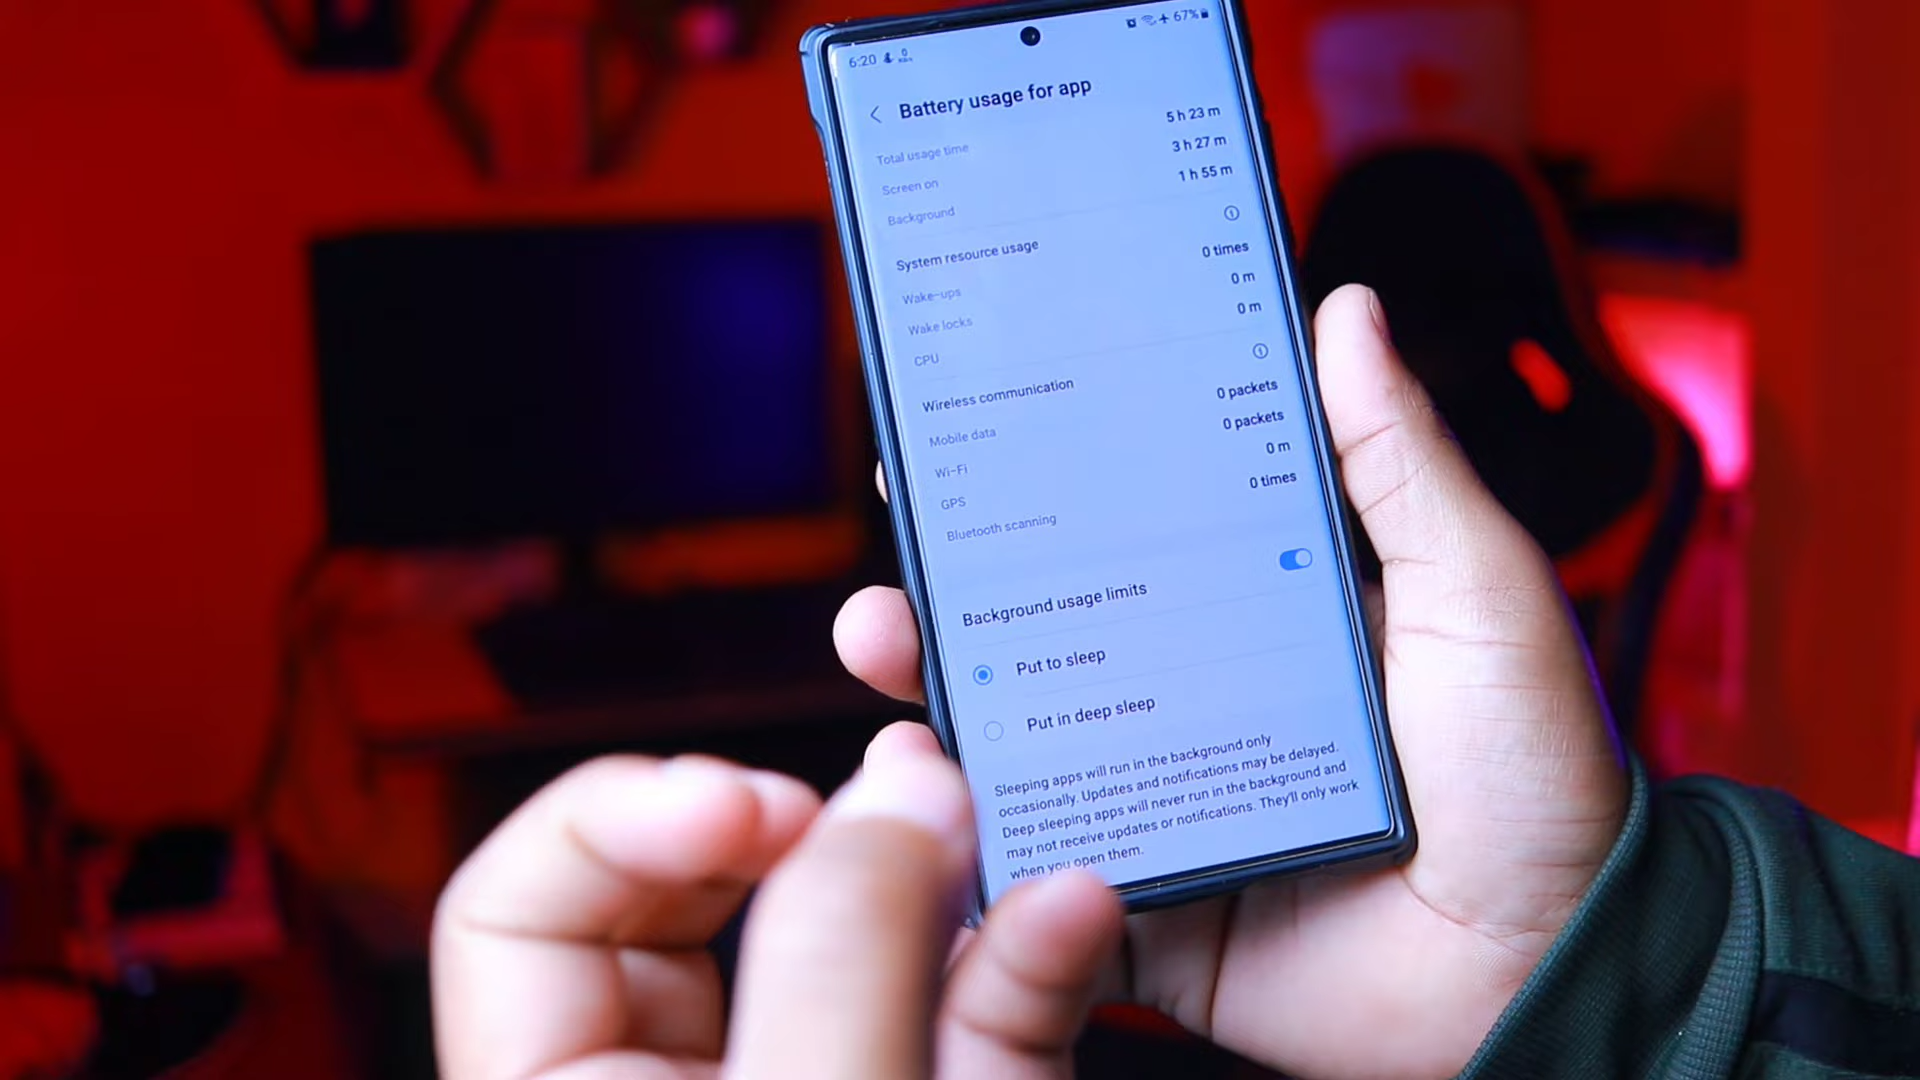 6:20 67%
Battery usage for app
Total usage time 5 h 23 m
Screen on 3 h 27 m
Background 1 h 55 m
System resource usage
Wake-ups 0 times
Wake locks 0 m
CPU 0 m
Wireless communication
Mobile data 0 packets
Wi-Fi 0 packets
GPS 0 m
Bluetooth scanning 0 times
Background usage limits
Put to sleep
Put in deep sleep
Sleeping apps will run in the background only
occasionally. Updates and notifications may be delayed.
Deep sleeping apps will never run in the background and
may not receive updates or notifications. They'll only work
when you open them.